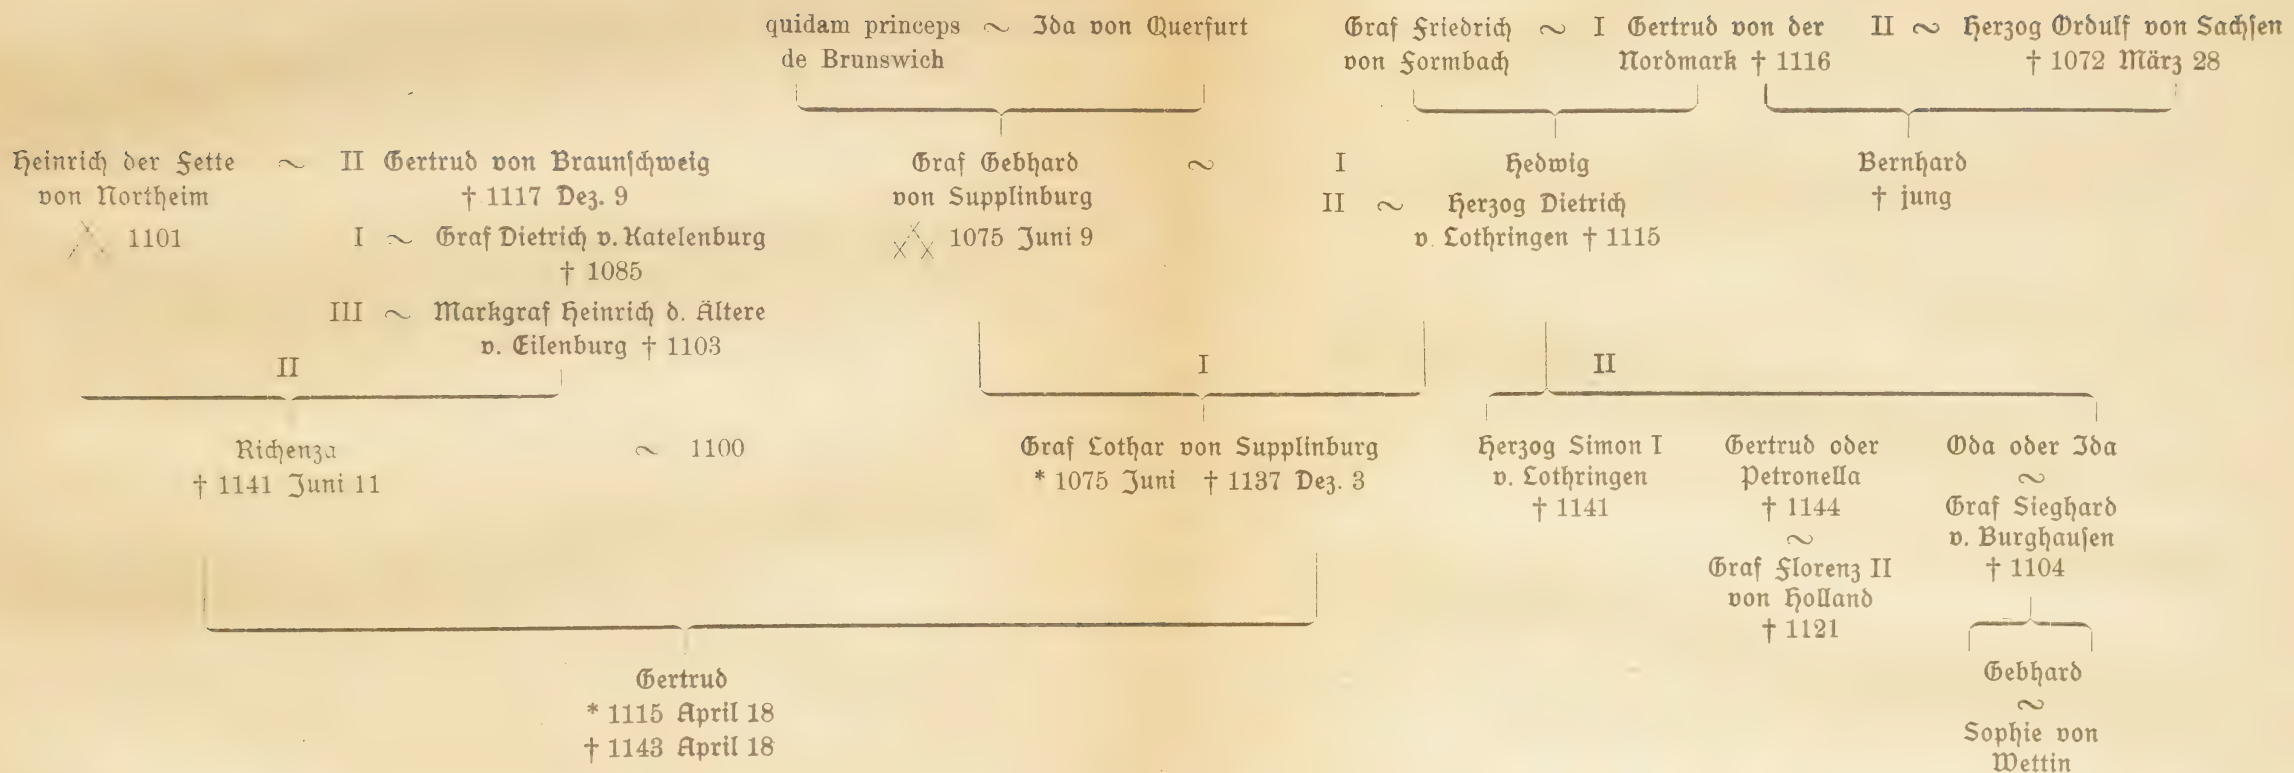 quidam princeps ~ Ida von Querfurt
de Brunswich
Graf Friedrich ~ I Gertrud von der II ~ Herzog Ordulf von Sachsen
von Formbach Nordmark † 1116 † 1072 März 28
Heinrich der Fette ~ II Gertrud von Braunschweig
von Northeim † 1117 Dez. 9
1101 I ~ Graf Dietrich v. Katelenburg
† 1085
III ~ Markgraf Heinrich d. Ältere
v. Eilenburg † 1103
Graf Gebhard ~ I Hedwig
von Supplinburg II ~ Herzog Dietrich
1075 Juni 9 v. Lothringen † 1115
Bernhard
† jung
II
I
II
Richenza ~ 1100
† 1141 Juni 11
Graf Lothar von Supplinburg
* 1075 Juni † 1137 Dez. 3
Herzog Simon I
v. Lothringen
† 1141
Gertrud oder
Petronella
† 1144
~
Graf Florenz II
von Holland
† 1121
Oda oder Ida
~
Graf Sieghard
v. Burghausen
† 1104
Gebhard
~
Sophie von
Wettin
Gertrud
* 1115 April 18
† 1143 April 18